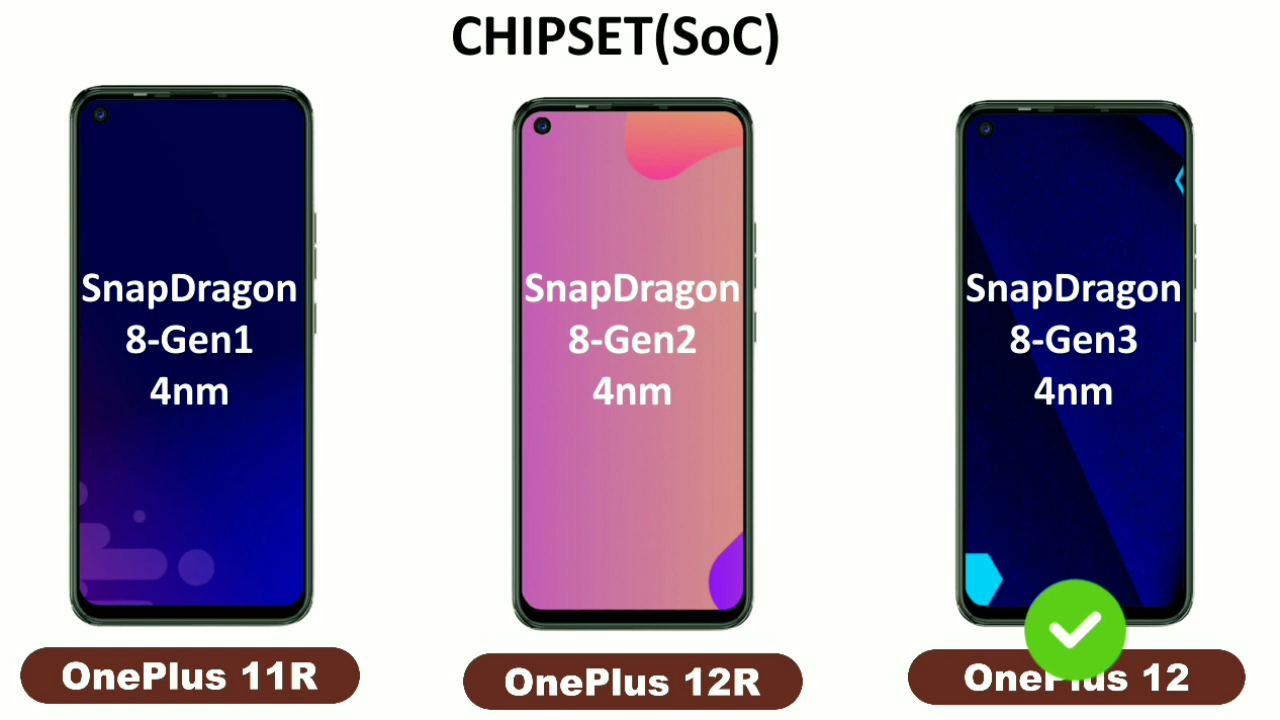 CHIPSET(SoC)
SnapDragon
8-Gen1
4nm
OnePlus 11R
SnapDragon
8-Gen2
4nm
OnePlus 12R
SnapDragon
8-Gen3
4nm
OnePlus 12